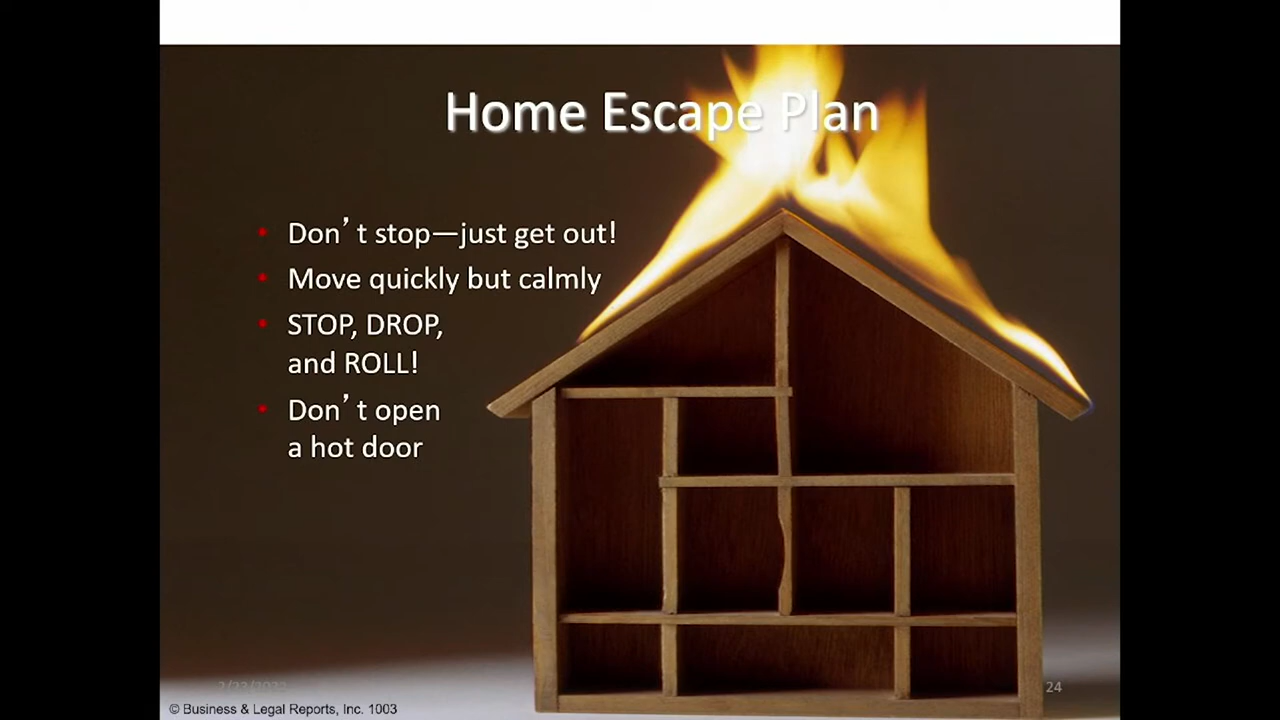 Home Escape Plan
Don't stop—just get out!
Move quickly but calmly
STOP, DROP,
and ROLL!
Don't open
a hot door
24
© Business & Legal Reports, Inc. 1003